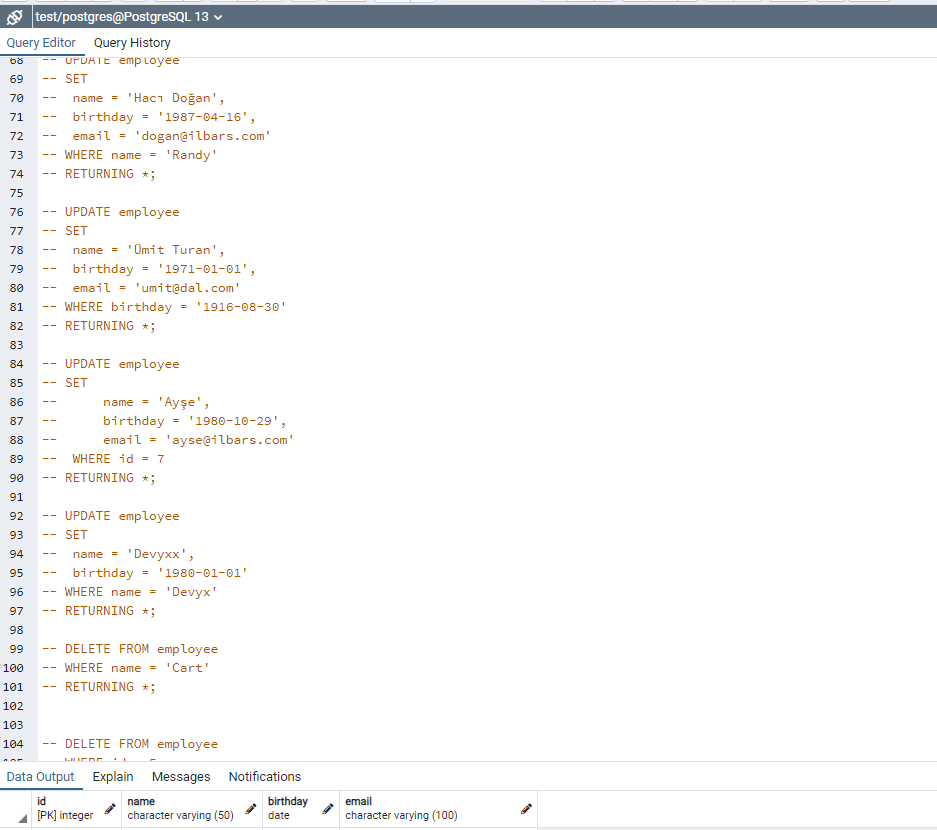 test/postgres@PostgreSQL 13
Query Editor Query History
68 -- UPDATE employee
69 -- SET
70 --  name = 'Hacı Doğan',
71 --  birthday = '1987-04-16',
72 --  email = 'dogan@ilbars.com'
73 -- WHERE name = 'Randy'
74 -- RETURNING *;
75
76 -- UPDATE employee
77 -- SET
78 --  name = 'Ümit Turan',
79 --  birthday = '1971-01-01',
80 --  email = 'umit@dal.com'
81 -- WHERE birthday = '1916-08-30'
82 -- RETURNING *;
83
84 -- UPDATE employee
85 -- SET
86 --      name = 'Ayşe',
87 --      birthday = '1980-10-29',
88 --      email = 'ayse@ilbars.com'
89 --  WHERE id = 7
90 -- RETURNING *;
91
92 -- UPDATE employee
93 -- SET
94 --  name = 'Devyxx',
95 --  birthday = '1980-01-01'
96 -- WHERE name = 'Devyx'
97 -- RETURNING *;
98
99 -- DELETE FROM employee
100 -- WHERE name = 'Cart'
101 -- RETURNING *;
102
103
104 -- DELETE FROM employee
Data Output Explain Messages Notifications
id name birthday email
[PK] integer character varying (50) date character varying (100)